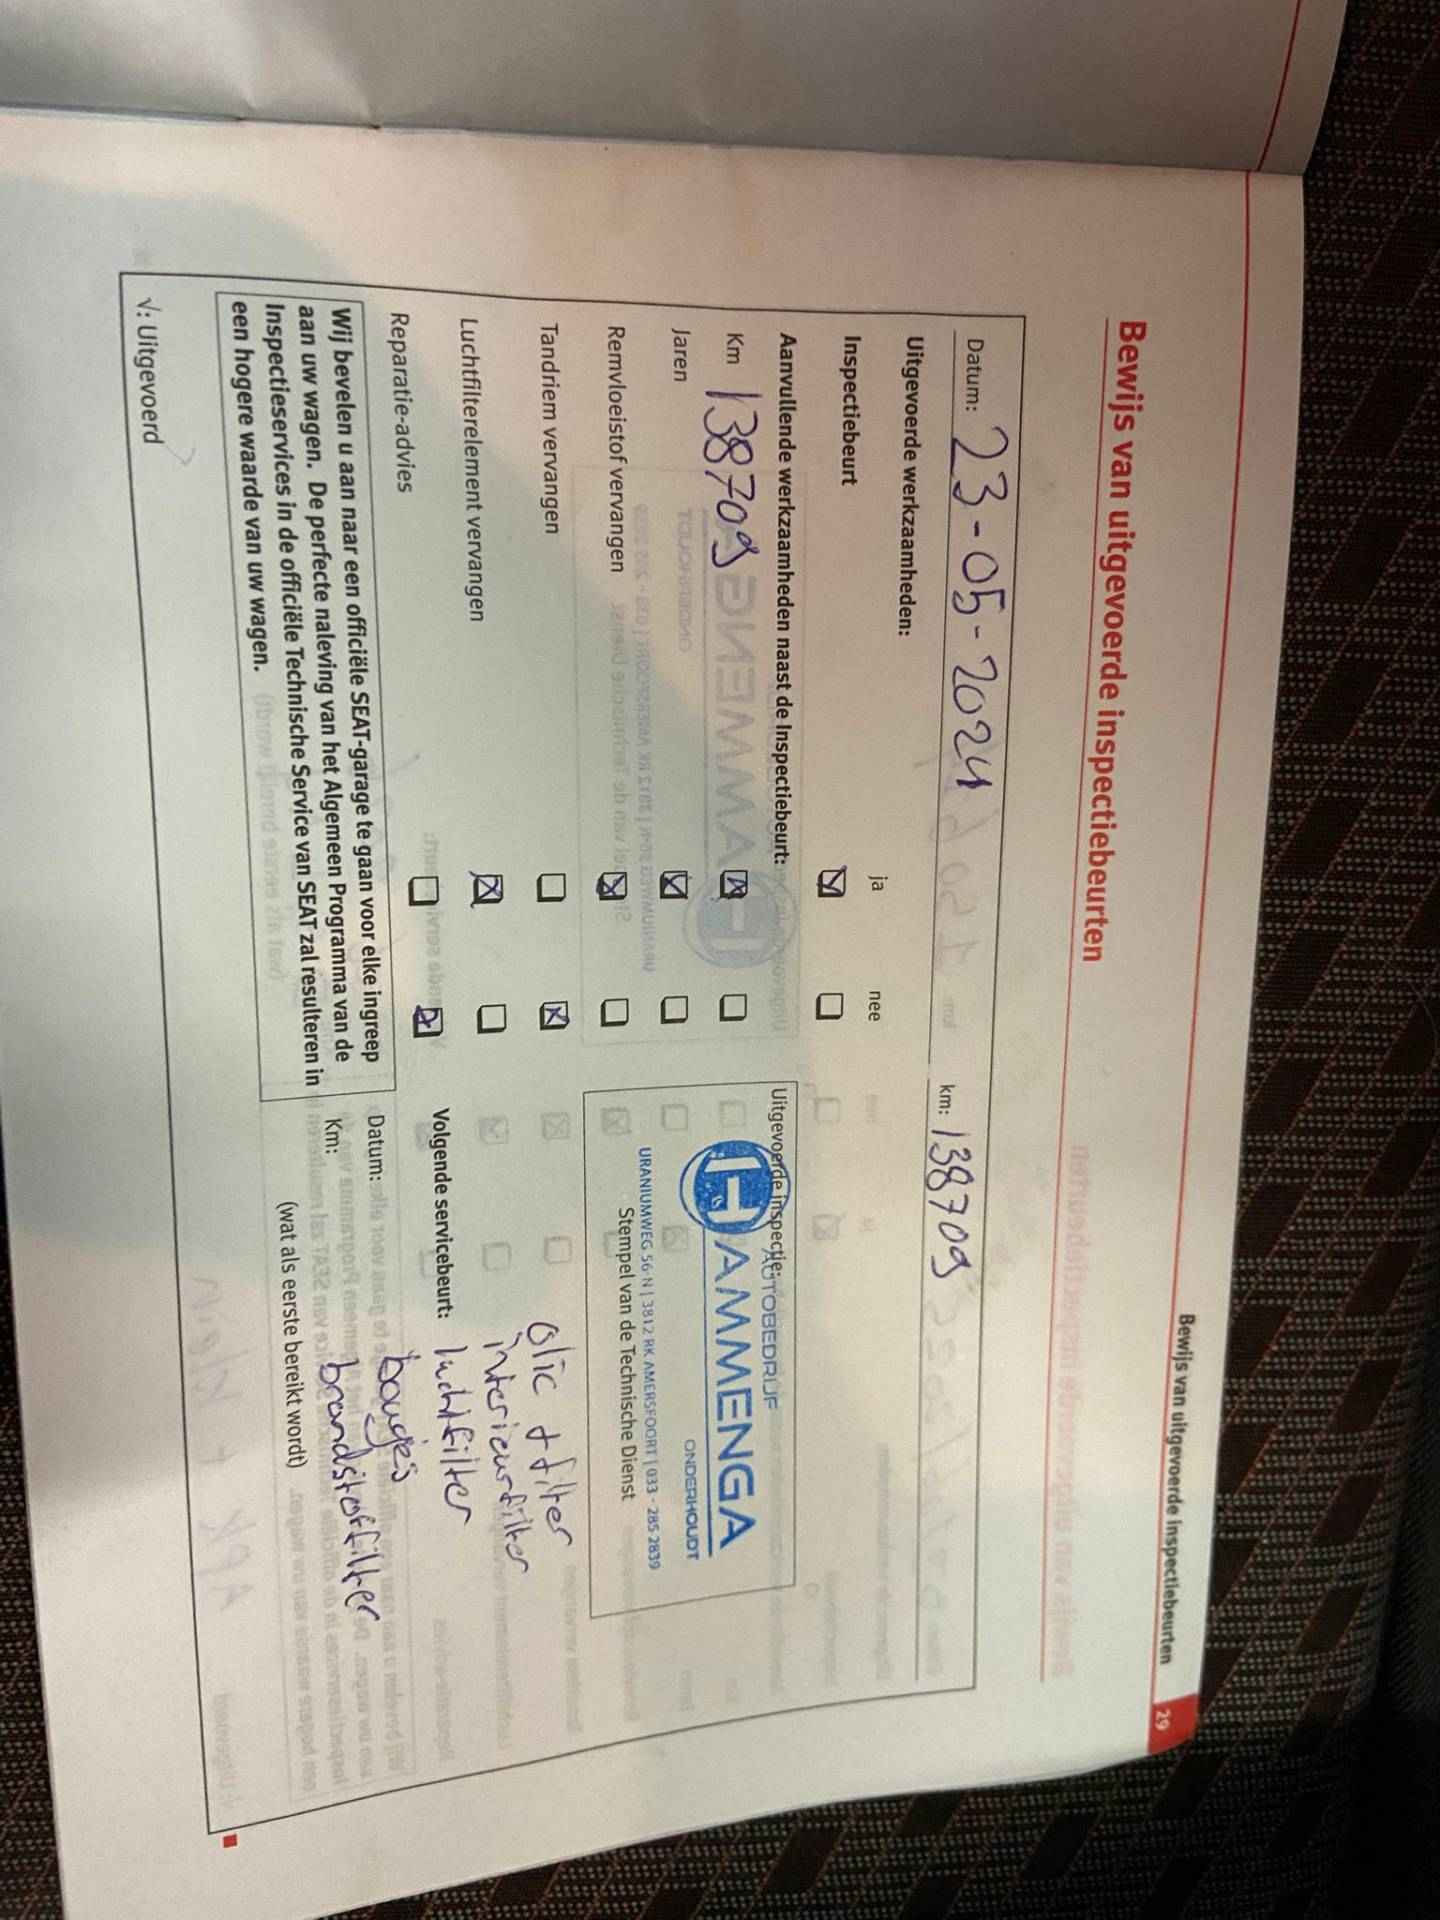 Bewijs van uitgevoerde inspectiebeurten 29
Bewijs van uitgevoerde inspectiebeurten
Datum: 23-05-2024 km: 138709
Uitgevoerde werkzaamheden:
ja nee
Inspectiebeurt
Aanvullende werkzaamheden naast de Inspectiebeurt:
Km 138709
Jaren
Remvloeistof vervangen
Tandriem vervangen
Luchtfilterelement vervangen
Reparatie-advies
Uitgevoerde inspectie:
AUTOBEDRIJF
HAMMENGA
ONDERHOUDT
URANIUMWEG 56-N | 3812 RK AMERSFOORT | 033 - 285 2839
Stempel van de Technische Dienst
olie + filter
interieurfilter
Volgende servicebeurt: luchtfilter
Datum: bougies
Km: brandstoffilter
(wat als eerste bereikt wordt)
Wij bevelen u aan naar een officiële SEAT-garage te gaan voor elke ingreep
aan uw wagen. De perfecte naleving van het Algemeen Programma van de
Inspectieservices in de officiële Technische Service van SEAT zal resulteren in
een hogere waarde van uw wagen.
√: Uitgevoerd